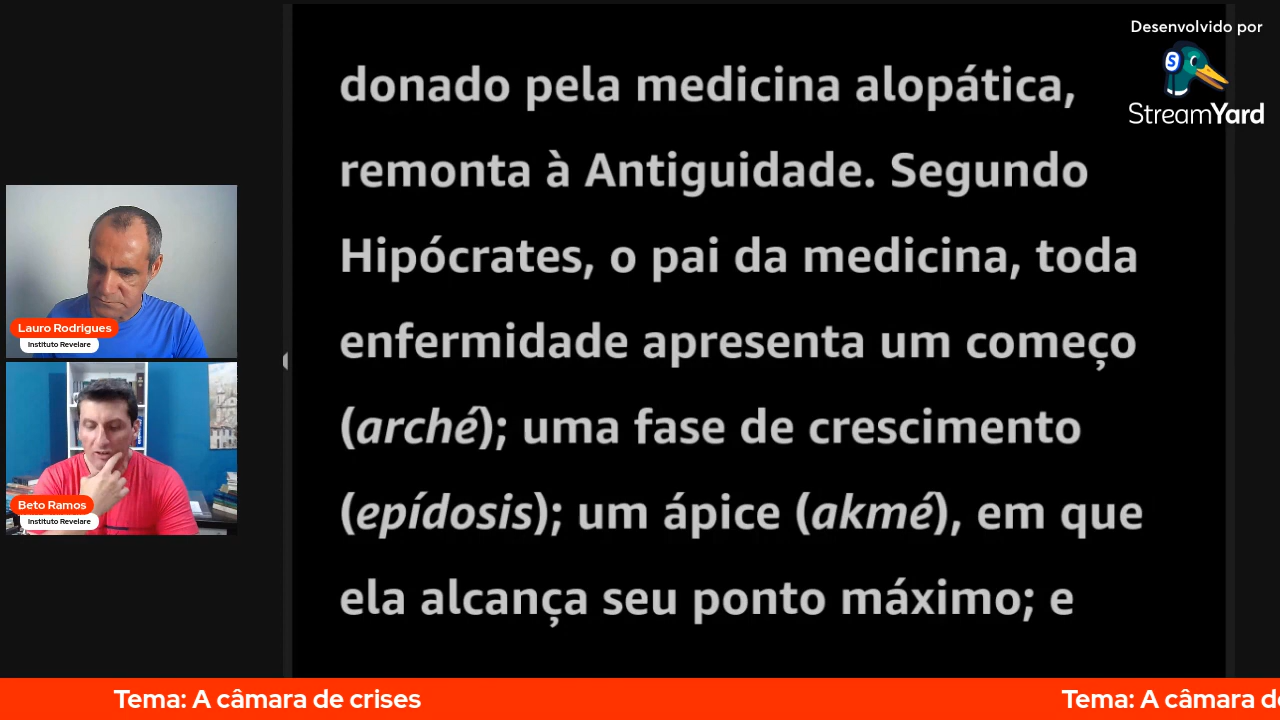 Desenvolvido por
StreamYard
donado pela medicina alopática,
remonta à Antiguidade. Segundo
Hipócrates, o pai da medicina, toda
enfermidade apresenta um começo
(arché); uma fase de crescimento
(epídosis); um ápice (akmé), em que
ela alcança seu ponto máximo; e
Lauro Rodrigues
Instituto Revelare
Beto Ramos
Instituto Revelare
Tema: A câmara de crises
Tema: A câmara de